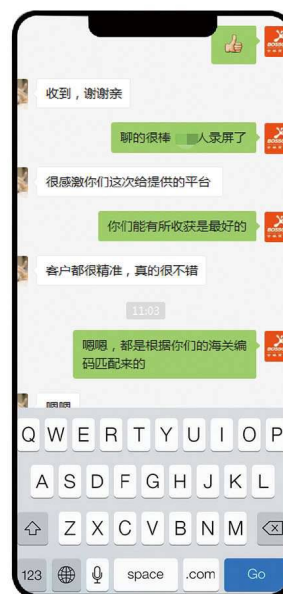 收到，谢谢亲
聊的很棒 人录屏了
很感激你们这次给提供的平台
你们能有所收获是最好的
客户都很精准，真的很不错
11:03
嗯嗯，都是根据你们的海关编
码匹配来的
嗯嗯
Q W E R T Y U I O P
A S D F G H J K L
Z X C V B N M
123 space .com Go